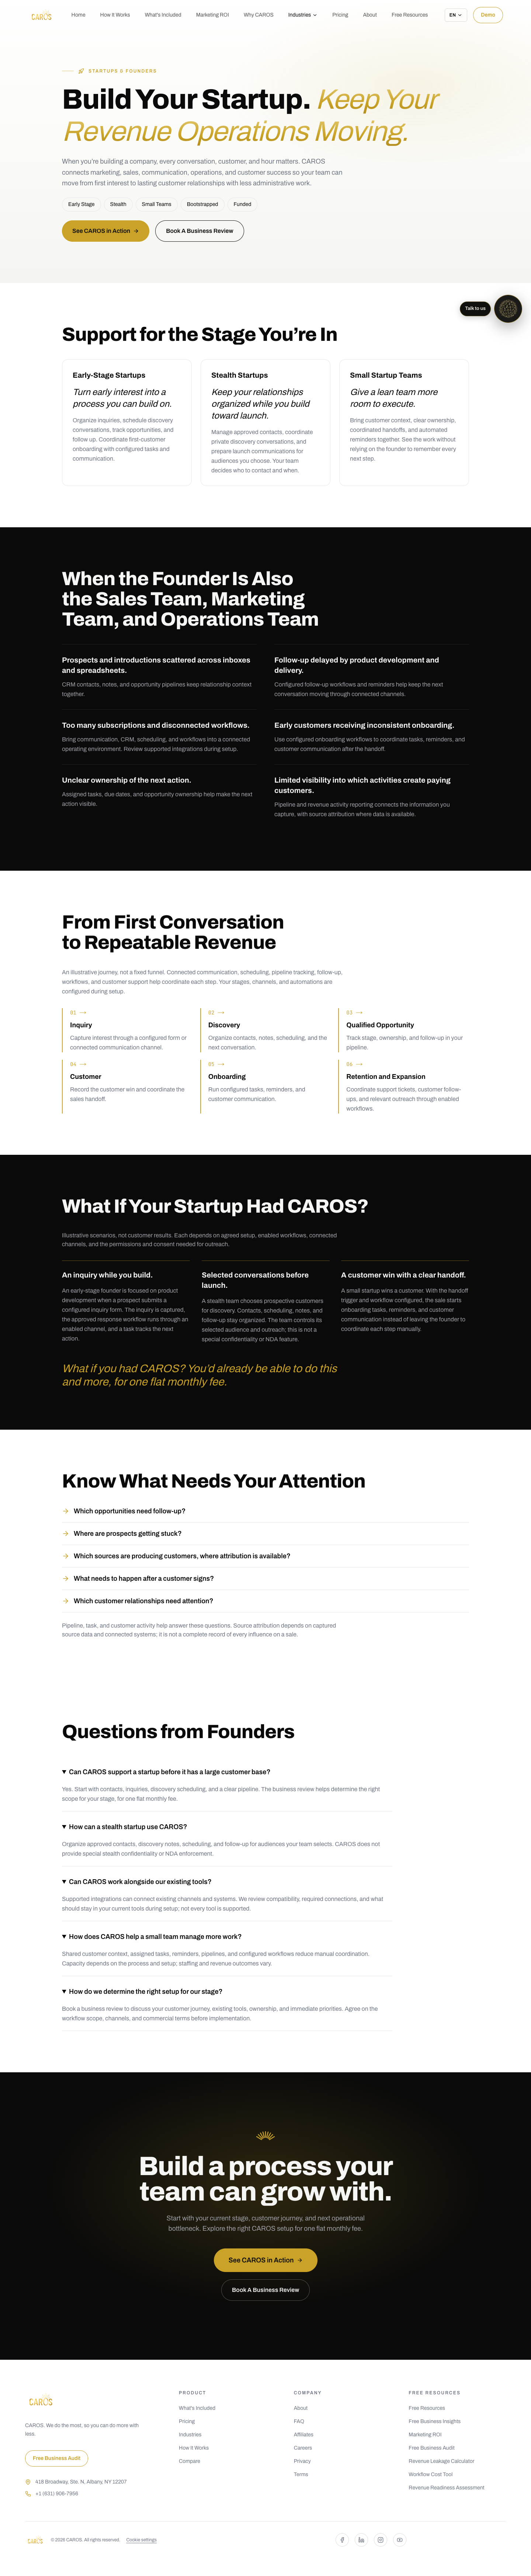 CAROS
Home
How It Works
What's Included
Marketing ROI
Why CAROS
Industries
Pricing
About
Free Resources
EN
Demo
STARTUPS & FOUNDERS
Build Your Startup. Keep Your
Revenue Operations Moving.
When you're building a company, every conversation, customer, and hour matters. CAROS
connects marketing, sales, communication, operations, and customer success so your team can
move from first interest to lasting customer relationships with less administrative work.
Early Stage
Stealth
Small Teams
Bootstrapped
Funded
See CAROS in Action
Book A Business Review
Talk to us
Support for the Stage You're In
Early-Stage Startups
Turn early interest into a
process you can build on.
Organize inquiries, schedule discovery
conversations, track opportunities, and
follow up. Coordinate first-customer
onboarding with configured tasks and
communication.
Stealth Startups
Keep your relationships
organized while you build
toward launch.
Manage approved contacts, coordinate
private discovery conversations, and
prepare launch communications for
audiences you choose. Your team
decides who to contact and when.
Small Startup Teams
Give a lean team more
room to execute.
Bring customer context, clear ownership,
coordinated handoffs, and automated
reminders together. See the work without
relying on the founder to remember every
next step.
When the Founder Is Also
the Sales Team, Marketing
Team, and Operations Team
Prospects and introductions scattered across inboxes
and spreadsheets.
CRM contacts, notes, and opportunity pipelines keep relationship context
together.
Follow-up delayed by product development and
delivery.
Configured follow-up workflows and reminders help keep the next
conversation moving through connected channels.
Too many subscriptions and disconnected workflows.
Bring communication, CRM, scheduling, and workflows into a connected
operating environment. Review supported integrations during setup.
Early customers receiving inconsistent onboarding.
Use configured onboarding workflows to coordinate tasks, reminders, and
customer communication after the handoff.
Unclear ownership of the next action.
Assigned tasks, due dates, and opportunity ownership help make the next
action visible.
Limited visibility into which activities create paying
customers.
Pipeline and revenue activity reporting connects the information you
capture, with source attribution where data is available.
From First Conversation
to Repeatable Revenue
An illustrative journey, not a fixed funnel. Connected communication, scheduling, pipeline tracking, follow-up,
workflows, and customer support help coordinate each step. Your stages, channels, and automations are
configured during setup.
01
Inquiry
Capture interest through a configured form or
connected communication channel.
02
Discovery
Organize contacts, notes, scheduling, and the
next conversation.
03
Qualified Opportunity
Track stage, ownership, and follow-up in your
pipeline.
04
Customer
Record the customer win and coordinate the
sales handoff.
05
Onboarding
Run configured tasks, reminders, and
customer communication.
06
Retention and Expansion
Coordinate support tickets, customer follow-
ups, and relevant outreach through enabled
workflows.
What If Your Startup Had CAROS?
Illustrative scenarios, not customer results. Each depends on agreed setup, enabled workflows, connected
channels, and the permissions and consent needed for outreach.
An inquiry while you build.
An early-stage founder is focused on product
development when a prospect submits a
configured inquiry form. The inquiry is captured,
the approved response workflow runs through an
enabled channel, and a task tracks the next
action.
Selected conversations before
launch.
A stealth team chooses prospective customers
for discovery. Contacts, scheduling, notes, and
follow-up stay organized. The team controls its
selected audience and outreach; this is not a
special confidentiality or NDA feature.
A customer win with a clear handoff.
A small startup wins a customer. With the handoff
trigger and workflow configured, the sale starts
onboarding tasks, reminders, and customer
communication instead of leaving the founder to
coordinate each step manually.
What if you had CAROS? You'd already be able to do this
and more, for one flat monthly fee.
Know What Needs Your Attention
Which opportunities need follow-up?
Where are prospects getting stuck?
Which sources are producing customers, where attribution is available?
What needs to happen after a customer signs?
Which customer relationships need attention?
Pipeline, task, and customer activity help answer these questions. Source attribution depends on captured
source data and connected systems; it is not a complete record of every influence on a sale.
Questions from Founders
Can CAROS support a startup before it has a large customer base?
Yes. Start with contacts, inquiries, discovery scheduling, and a clear pipeline. The business review helps determine the right
scope for your stage, for one flat monthly fee.
How can a stealth startup use CAROS?
Organize approved contacts, discovery notes, scheduling, and follow-up for audiences your team selects. CAROS does not
provide special stealth confidentiality or NDA enforcement.
Can CAROS work alongside our existing tools?
Supported integrations can connect existing channels and systems. We review compatibility, required connections, and what
should stay in your current tools during setup; not every tool is supported.
How does CAROS help a small team manage more work?
Shared customer context, assigned tasks, reminders, pipelines, and configured workflows reduce manual coordination.
Capacity depends on the process and setup; staffing and revenue outcomes vary.
How do we determine the right setup for our stage?
Book a business review to discuss your customer journey, existing tools, ownership, and immediate priorities. Agree on the
workflow scope, channels, and commercial terms before implementation.
Build a process your
team can grow with.
Start with your current stage, customer journey, and next operational
bottleneck. Explore the right CAROS setup for one flat monthly fee.
See CAROS in Action
Book A Business Review
CAROS
CAROS. We do the most, so you can do more with
less.
Free Business Audit
418 Broadway, Ste. N, Albany, NY 12207
+1 (631) 906-7956
PRODUCT
What's Included
Pricing
Industries
How It Works
Compare
COMPANY
About
FAQ
Affiliates
Careers
Privacy
Terms
FREE RESOURCES
Free Resources
Free Business Insights
Marketing ROI
Free Business Audit
Revenue Leakage Calculator
Workflow Cost Tool
Revenue Readiness Assessment
CAROS
© 2026 CAROS. All rights reserved.
Cookie settings